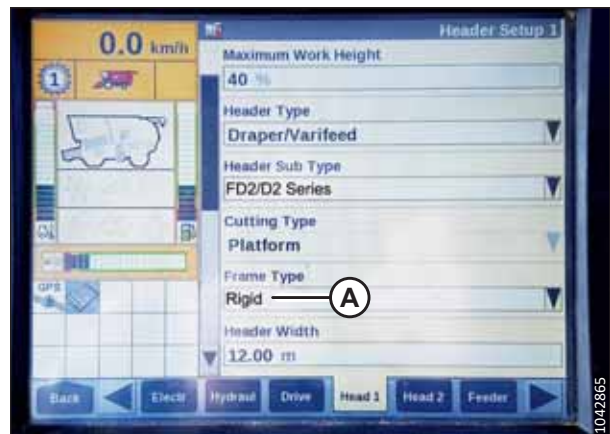 0.0 km/h
Header Setup 1
1
Maximum Work Height
40 %
Header Type
Draper/Varifeed
Header Sub Type
FD2/D2 Series
Cutting Type
Platform
Frame Type
Rigid
A
GPS
Header Width
12.00 m
Back
Electr
Hydraul
Drive
Head 1
Head 2
Feeder
1042865